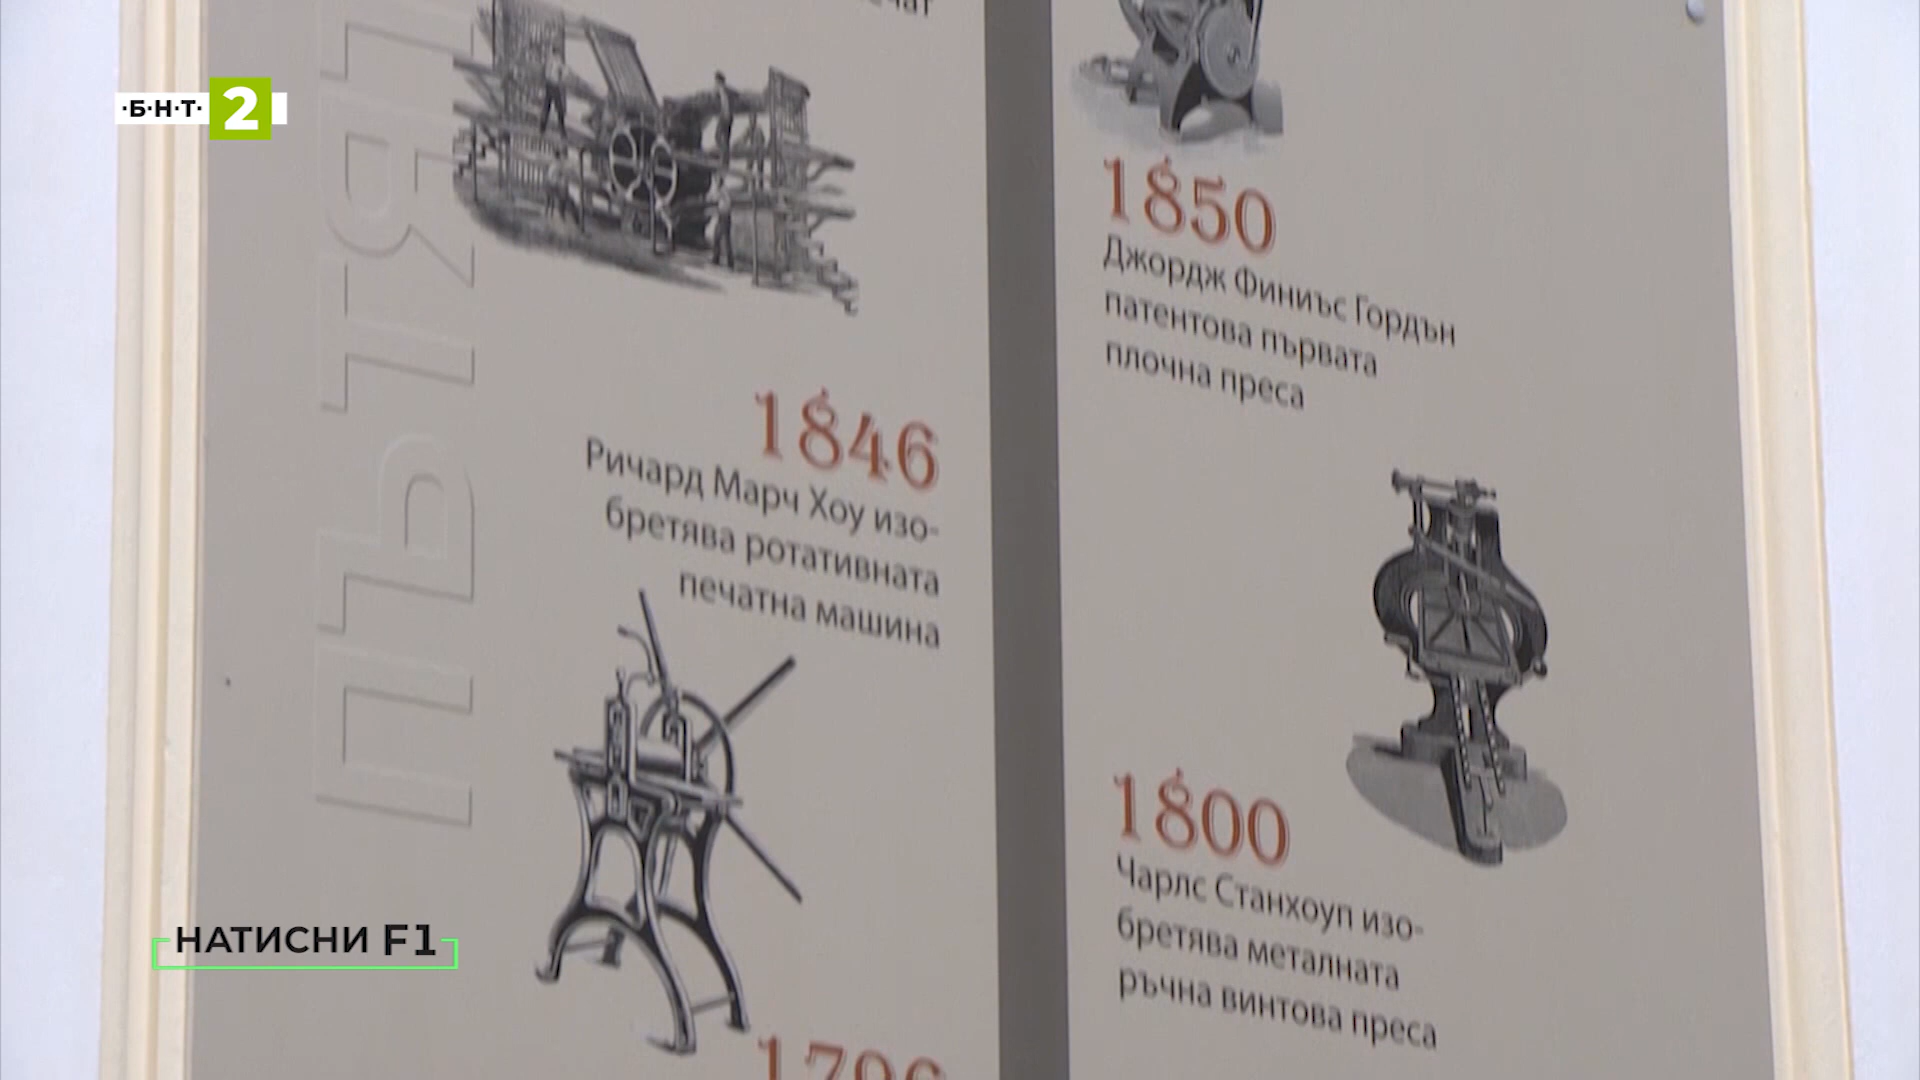 ·Б·Н·Т· 2
1850
Джордж Финиъс Гордън
патентова първата
плочна преса
1846
Ричард Марч Хоу изо-
бретява ротативната
печатна машина
1800
Чарлс Станхоуп изо-
бретява металната
ръчна винтова преса
1796
НАТИСНИ F1